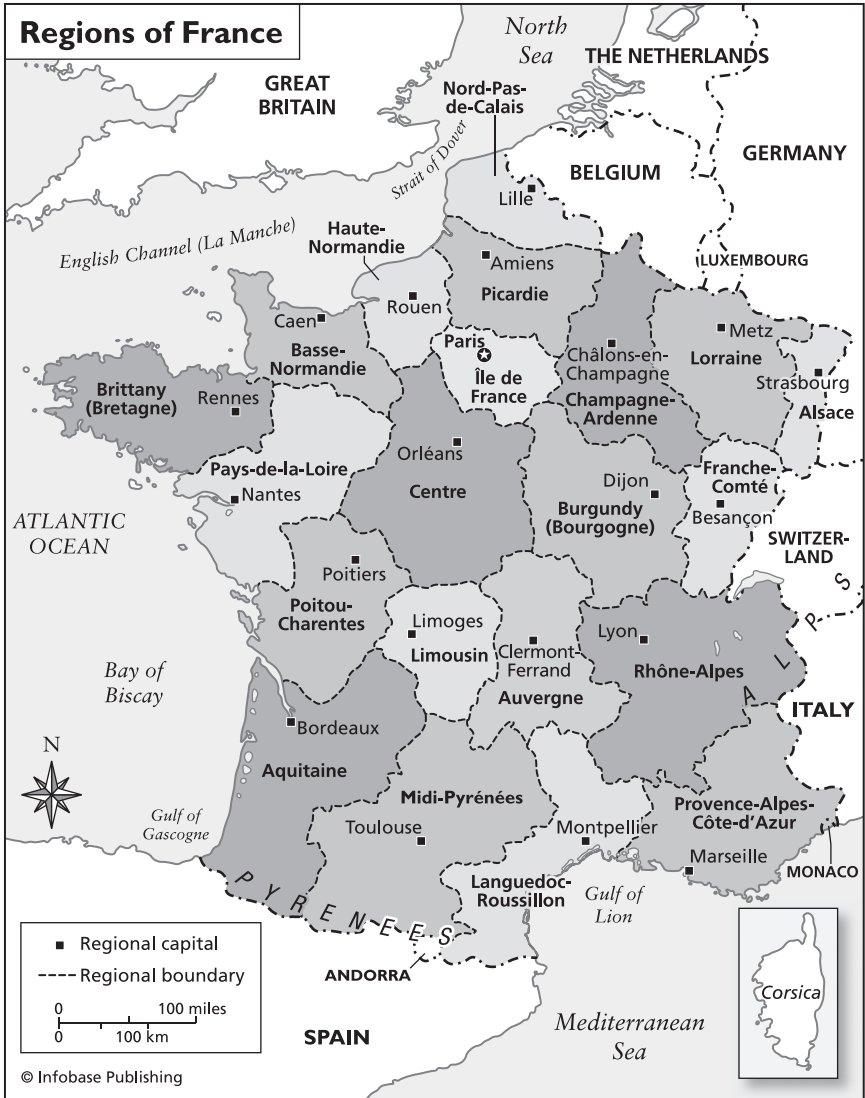 Regions of France
North
Sea
THE NETHERLANDS
GREAT
BRITAIN
Nord-Pas-
de-Calais
Strait of Dover
BELGIUM
GERMANY
Lille
English Channel (La Manche)
Haute-
Normandie
LUXEMBOURG
Amiens
Picardie
Rouen
Caen
Basse-
Normandie
Paris
Île de
France
Châlons-en-
Champagne
Champagne-
Ardenne
Metz
Lorraine
Strasbourg
Alsace
Brittany
(Bretagne)
Rennes
Pays-de-la-Loire
Nantes
Orléans
Centre
Dijon
Burgundy
(Bourgogne)
Franche-
Comté
Besançon
ATLANTIC
OCEAN
SWITZER-
LAND
Poitiers
Poitou-
Charentes
Limoges
Limousin
Clermont-
Ferrand
Auvergne
Lyon
Rhône-Alpes
ALPS
Bay of
Biscay
ITALY
N
Bordeaux
Aquitaine
Midi-Pyrénées
Toulouse
Montpellier
Provence-Alpes-
Côte-d'Azur
Marseille
MONACO
Gulf of
Gascogne
Languedoc-
Roussillon
Gulf of
Lion
PYRENEES
ANDORRA
SPAIN
Mediterranean
Sea
Corsica
Regional capital
Regional boundary
0 100 miles
0 100 km
© Infobase Publishing